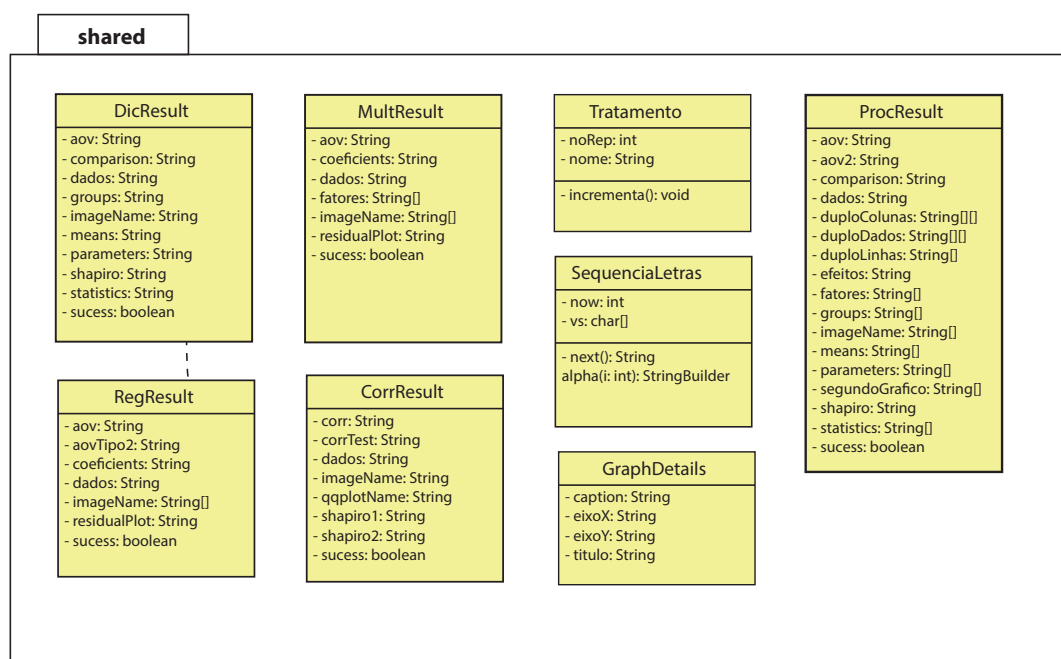 shared
DicResult
- aov: String
- comparison: String
- dados: String
- groups: String
- imageName: String
- means: String
- parameters: String
- shapiro: String
- statistics: String
- sucess: boolean
MultResult
- aov: String
- coeficients: String
- dados: String
- fatores: String[]
- imageName: String[]
- residualPlot: String
- sucess: boolean
Tratamento
- noRep: int
- nome: String
- incrementa(): void
ProcResult
- aov: String
- aov2: String
- comparison: String
- dados: String
- duploColunas: String[][]
- duploDados: String[][]
- duploLinhas: String[]
- efeitos: String
- fatores: String[]
- groups: String[]
- imageName: String[]
- means: String[]
- parameters: String[]
- segundoGrafico: String[]
- shapiro: String
- statistics: String[]
- sucess: boolean
SequenciaLetras
- now: int
- vs: char[]
- next(): String
alpha(i: int): StringBuilder
RegResult
- aov: String
- aovTipo2: String
- coeficients: String
- dados: String
- imageName: String[]
- residualPlot: String
- sucess: boolean
CorrResult
- corr: String
- corrTest: String
- dados: String
- imageName: String
- qqplotName: String
- shapiro1: String
- shapiro2: String
- sucess: boolean
GraphDetails
- caption: String
- eixoX: String
- eixoY: String
- titulo: String